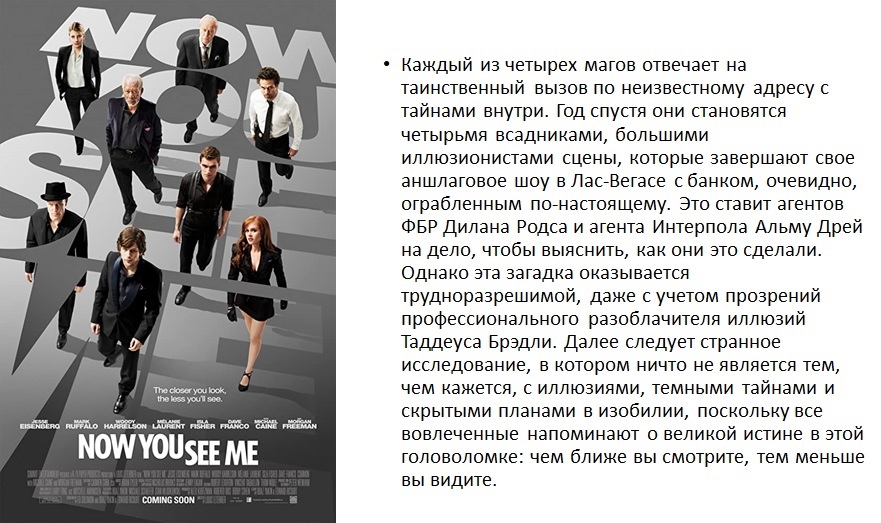 NOW
YOU
SEE
ME
The closer you look,
the less you'll see.
JESSE EISENBERG MARK RUFFALO WOODY HARRELSON MÉLANIE LAURENT ISLA FISHER DAVE FRANCO MICHAEL CAINE AND MORGAN FREEMAN
NOW YOU SEE ME
COMING SOON
• Каждый из четырех магов отвечает на
таинственный вызов по неизвестному адресу с
тайнами внутри. Год спустя они становятся
четырьмя всадниками, большими
иллюзионистами сцены, которые завершают свое
аншлаговое шоу в Лас-Вегасе с банком, очевидно,
ограбленным по-настоящему. Это ставит агентов
ФБР Дилана Родса и агента Интерпола Альму Дрей
на дело, чтобы выяснить, как они это сделали.
Однако эта загадка оказывается
трудноразрешимой, даже с учетом прозрений
профессионального разоблачителя иллюзий
Таддеуса Брэдли. Далее следует странное
исследование, в котором ничто не является тем,
чем кажется, с иллюзиями, темными тайнами и
скрытыми планами в изобилии, поскольку все
вовлеченные напоминают о великой истине в этой
головоломке: чем ближе вы смотрите, тем меньше
вы видите.